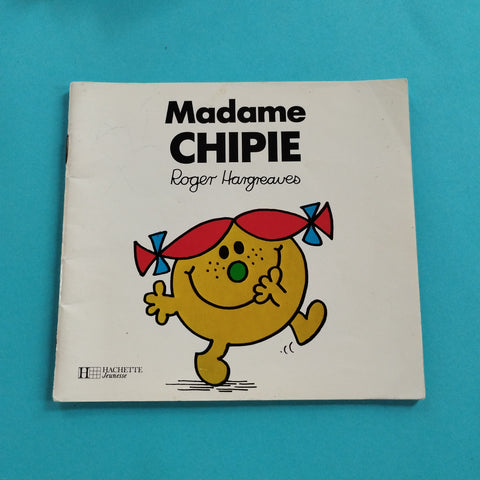 Madame
CHIPIE
Roger Hargreaves
H HACHETTE
Jeunesse